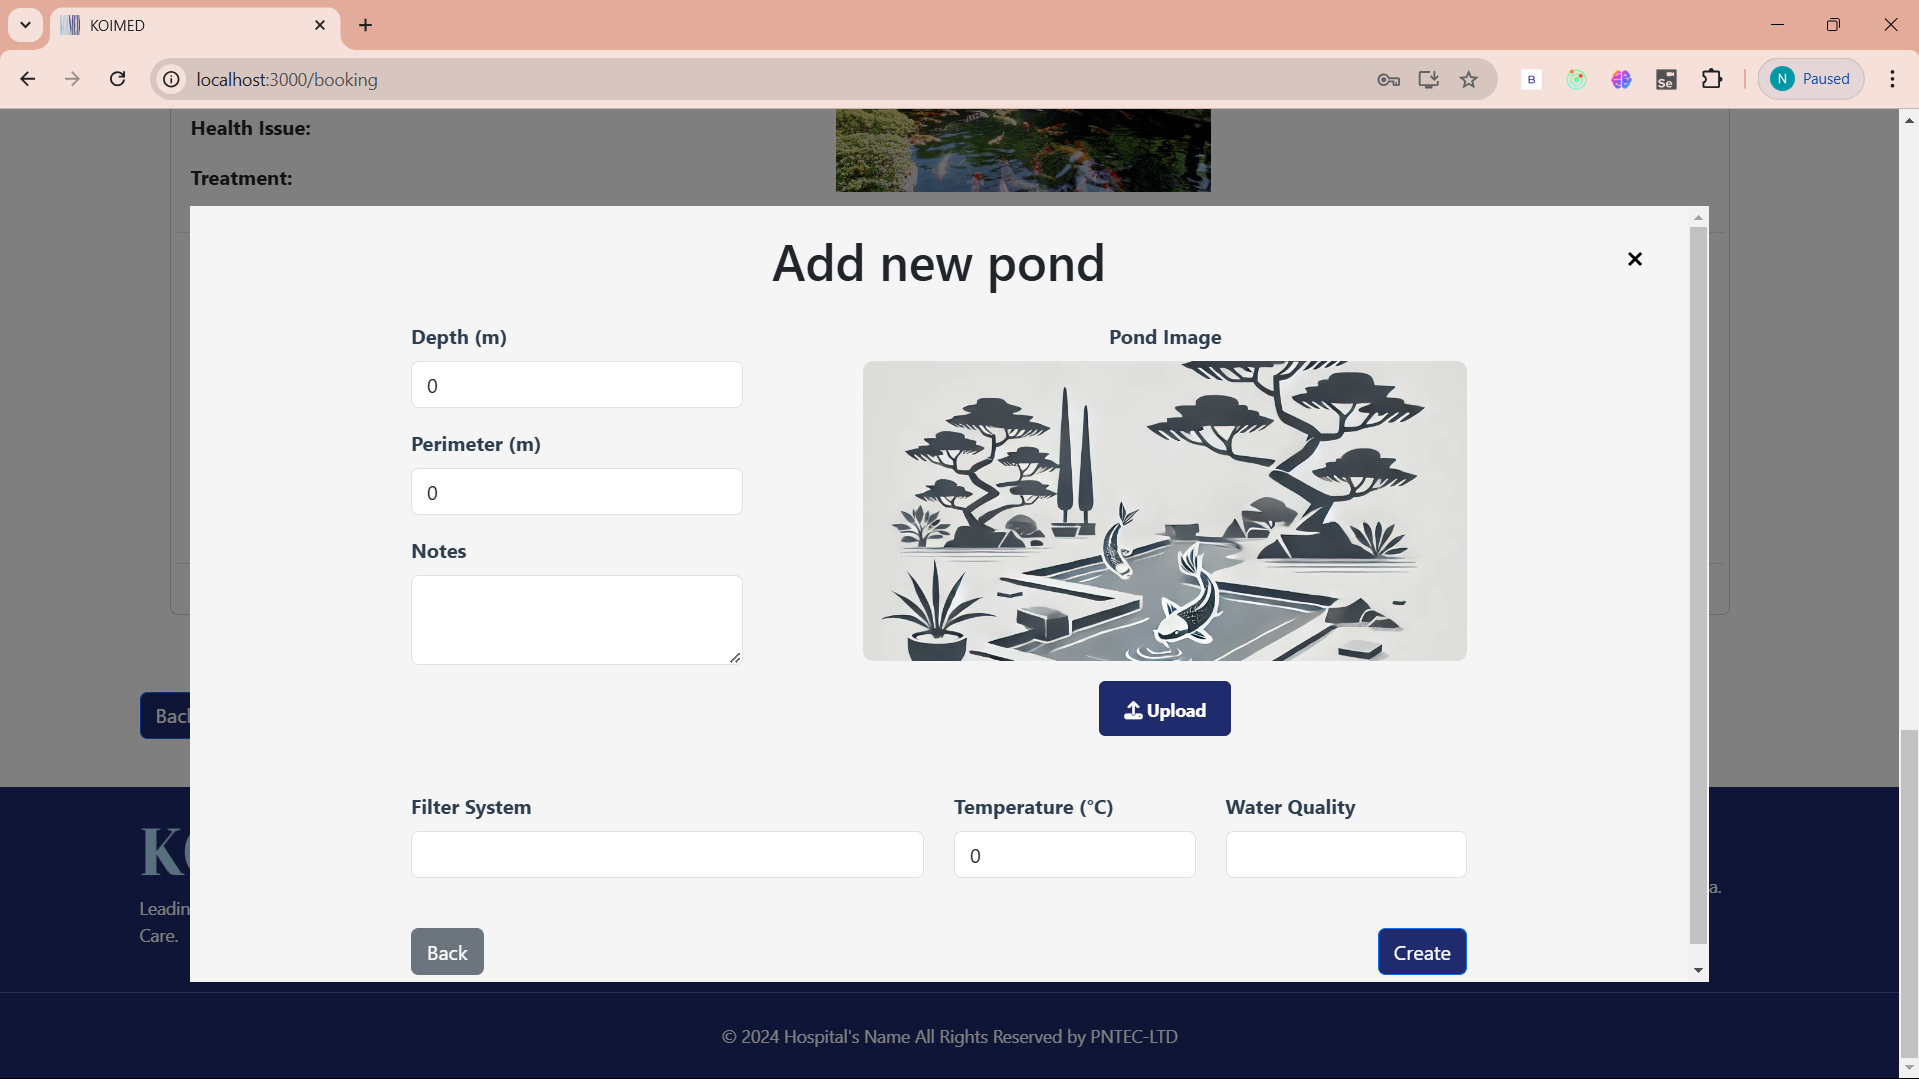 KOIMED
localhost:3000/booking
B
Se
N Paused
Health Issue:
Treatment:
Add new pond
Depth (m)
Pond Image
0
Perimeter (m)
0
Notes
Upload
Filter System
Temperature (°C)
Water Quality
0
Back
Create
Leadin
Care.
a.
© 2024 Hospital's Name All Rights Reserved by PNTEC-LTD